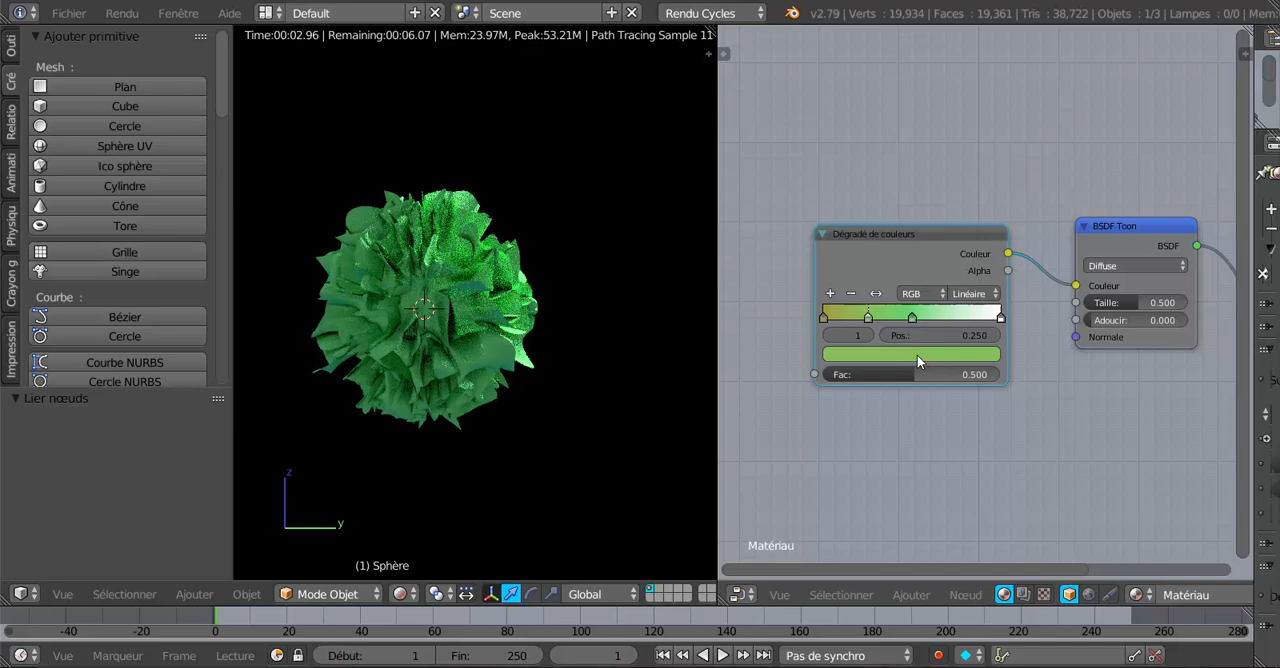 Fichier Rendu Fenêtre Aide Default Scene Rendu Cycles v2.79 | Verts : 19,934 | Faces : 19,361 | Tris : 38,722 | Objets : 1/3 | Lampes : 0/0 | Mem:
Time:00:02.96 | Remaining:00:06.07 | Mem:23.97M, Peak:53.21M | Path Tracing Sample 11
Outi
Cré
Relatio
Animati
Physiqu
Crayon g
Impression
Ajouter primitive
Mesh :
Plan
Cube
Cercle
Sphère UV
Ico sphère
Cylindre
Cône
Tore
Grille
Singe
Courbe :
Bézier
Cercle
Courbe NURBS
Cercle NURBS
Lier nœuds
z
y
(1) Sphère
Dégradé de couleurs
Couleur
Alpha
RGB Linéaire
1 Pos.: 0.250
Fac: 0.500
BSDF Toon
BSDF
Diffuse
Couleur
Taille: 0.500
Adoucir: 0.000
Normale
Matériau
Vue Sélectionner Ajouter Objet Mode Objet Global
Vue Sélectionner Ajouter Nœud Matériau
-40 -20 0 20 40 60 80 100 120 140 160 180 200 220 240 260 280
Vue Marqueur Frame Lecture Début: 1 Fin: 250 1 Pas de synchro